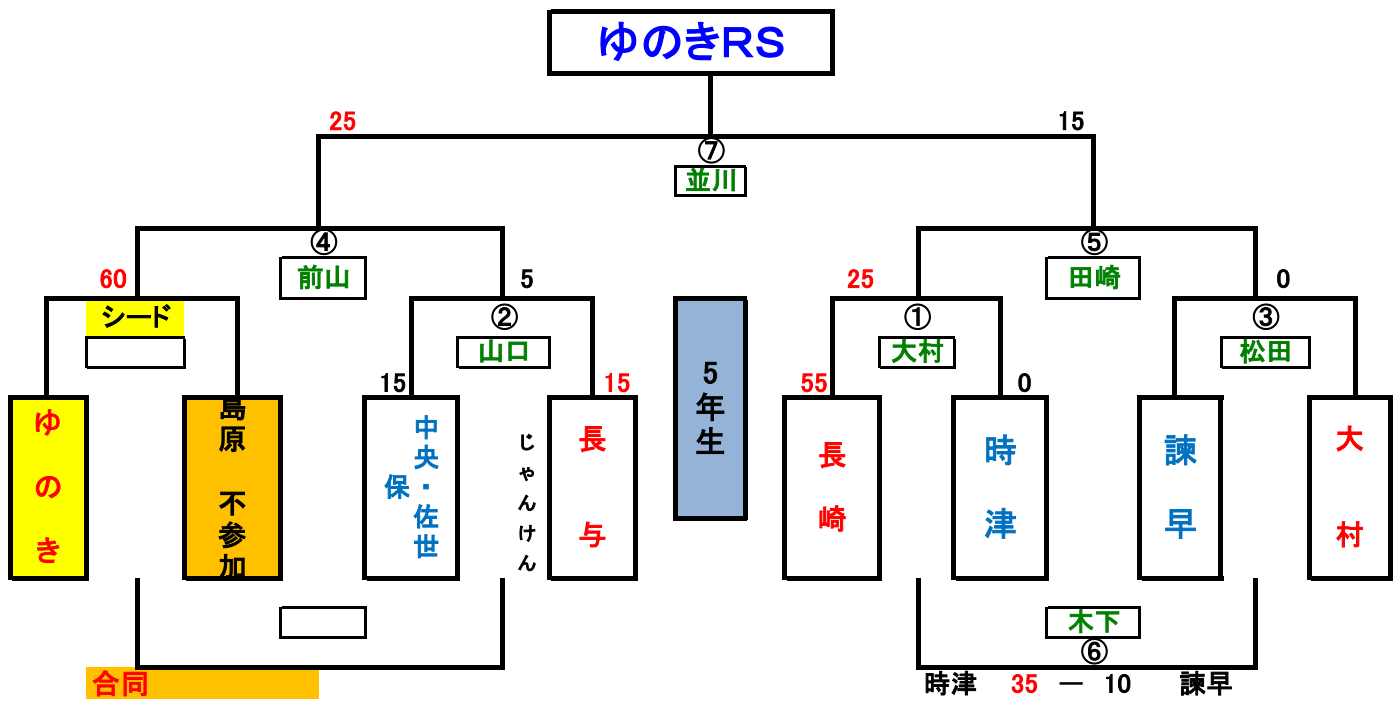 ゆのきRS
25
15
⑦
並川
④
前山
⑤
田崎
60
5
25
0
シード
②
山口
①
大村
③
松田
15
15
55
0
ゆのき
島原 不参加
中央・佐世保
じゃんけん
長与
5年生
長崎
時津
諫早
大村
木下
⑥
合同
時津 35 ー 10 諫早